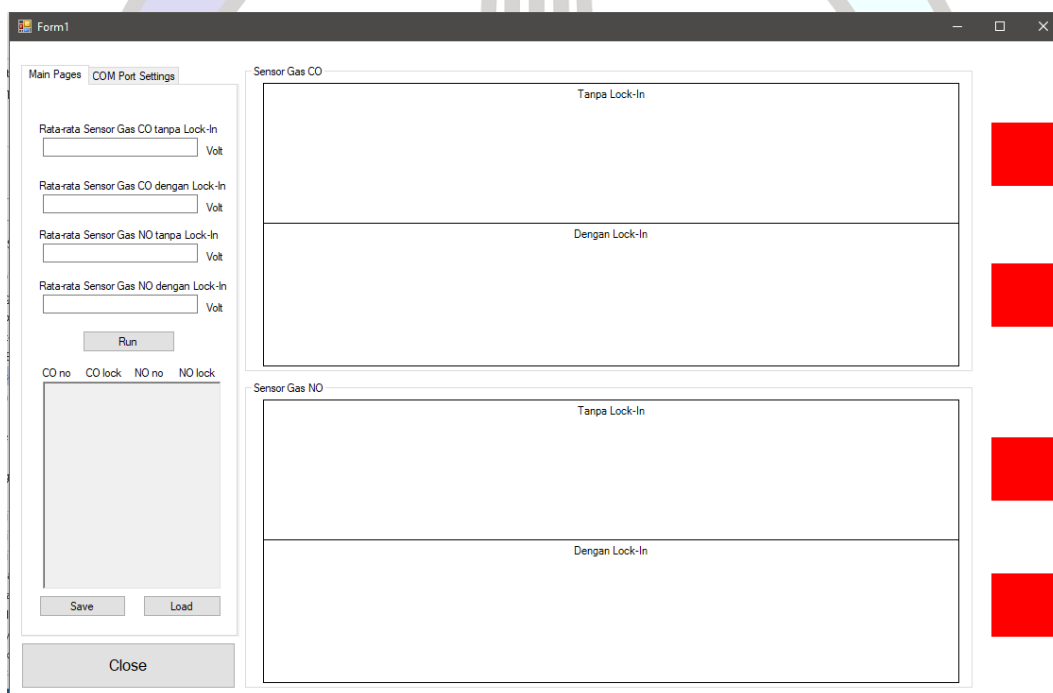 Form1
Main Pages
COM Port Settings
Rata-rata Sensor Gas CO tanpa Lock-In
Volt
Rata-rata Sensor Gas CO dengan Lock-In
Volt
Rata-rata Sensor Gas NO tanpa Lock-In
Volt
Rata-rata Sensor Gas NO dengan Lock-In
Volt
Run
CO no CO lock NO no NO lock
Save
Load
Close
Sensor Gas CO
Tanpa Lock-In
Dengan Lock-In
Sensor Gas NO
Tanpa Lock-In
Dengan Lock-In